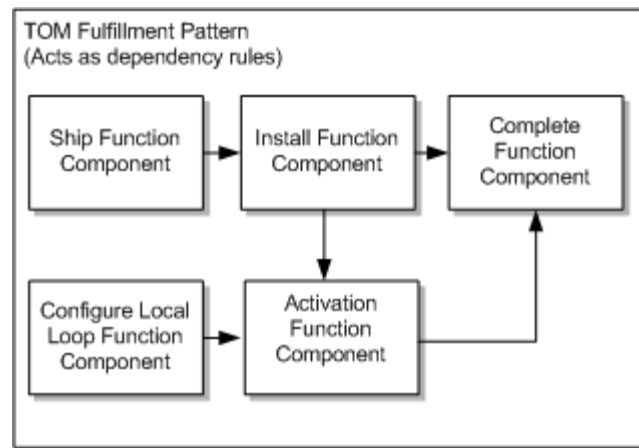 TOM Fulfillment Pattern
(Acts as dependency rules)
Ship Function
Component
Install Function
Component
Complete
Function
Component
Configure Local
Loop Function
Component
Activation
Function
Component